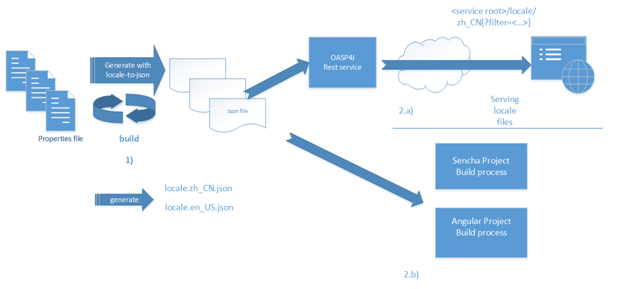 <service root>/locale/
zh_CN[?filter=<...>]
Generate with
locale-to-json
OASP4J
Rest service
Json file
2.a)
Serving
locale
files
Properties file
build
1)
Sencha Project
Build process
generate
locale.zh_CN.json
locale.en_US.json
Angular Project
Build process
2.b)